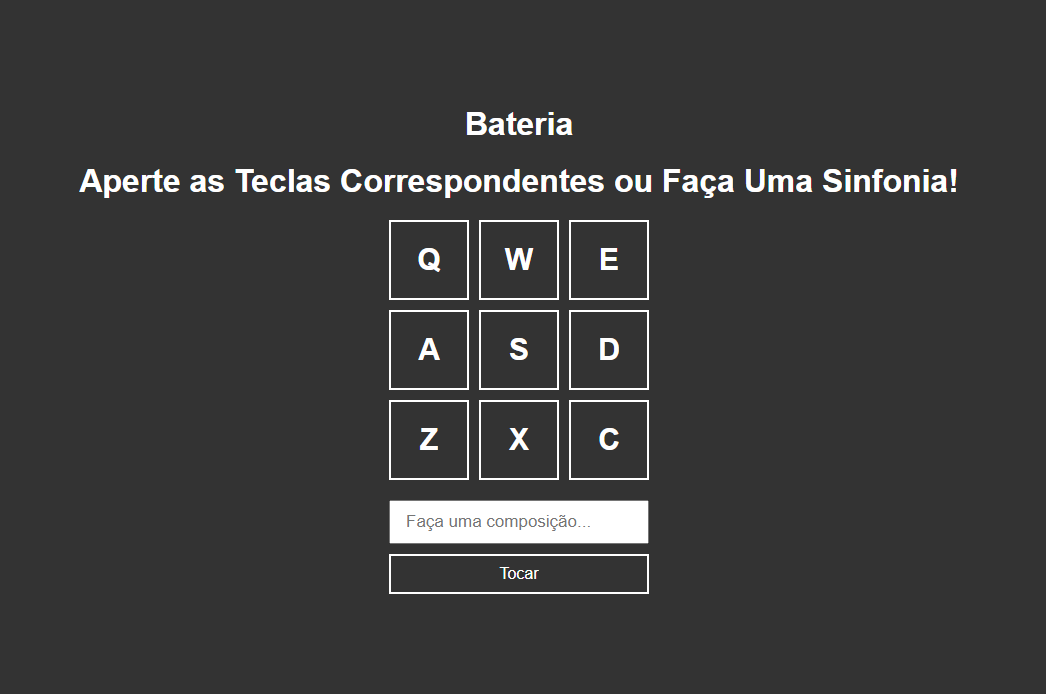 Bateria
Aperte as Teclas Correspondentes ou Faça Uma Sinfonia!
Q W E
A S D
Z X C
Faça uma composição...
Tocar